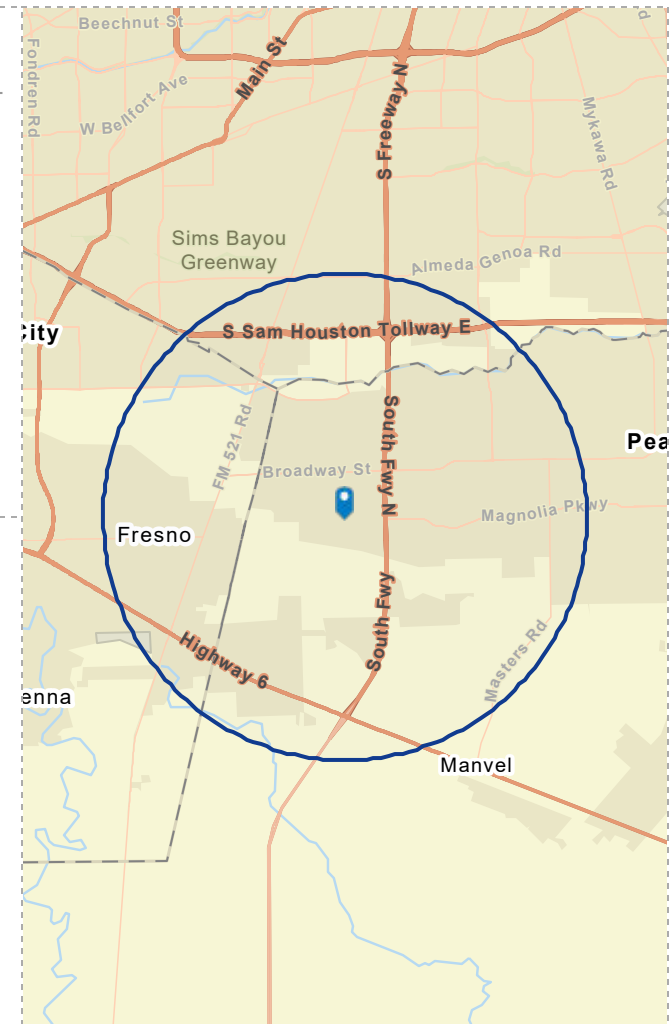 Beechnut St
Fondren Rd
Main St
W Bellfort Ave
S Freeway N
Mykawa Rd
d
Sims Bayou
Greenway
Almeda Genoa Rd
City
S Sam Houston Tollway E
FM 521 Rd
South Fwy N
Pea
Broadway St
Magnolia Pkwy
Fresno
South Fwy
Highway 6
Masters Rd
enna
Manvel